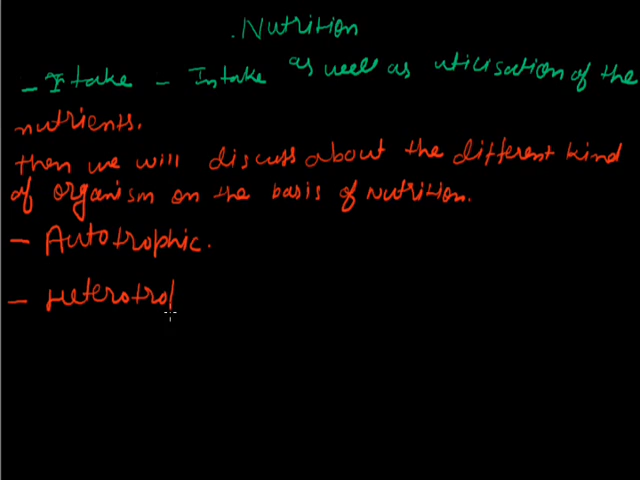 .Nutrition
- Itake - Intake as well as utilisation of the
nutrients.
then we will discuss about the different kind
of organism on the basis of Nutrition.
- Autotrophic.
- Heterotro